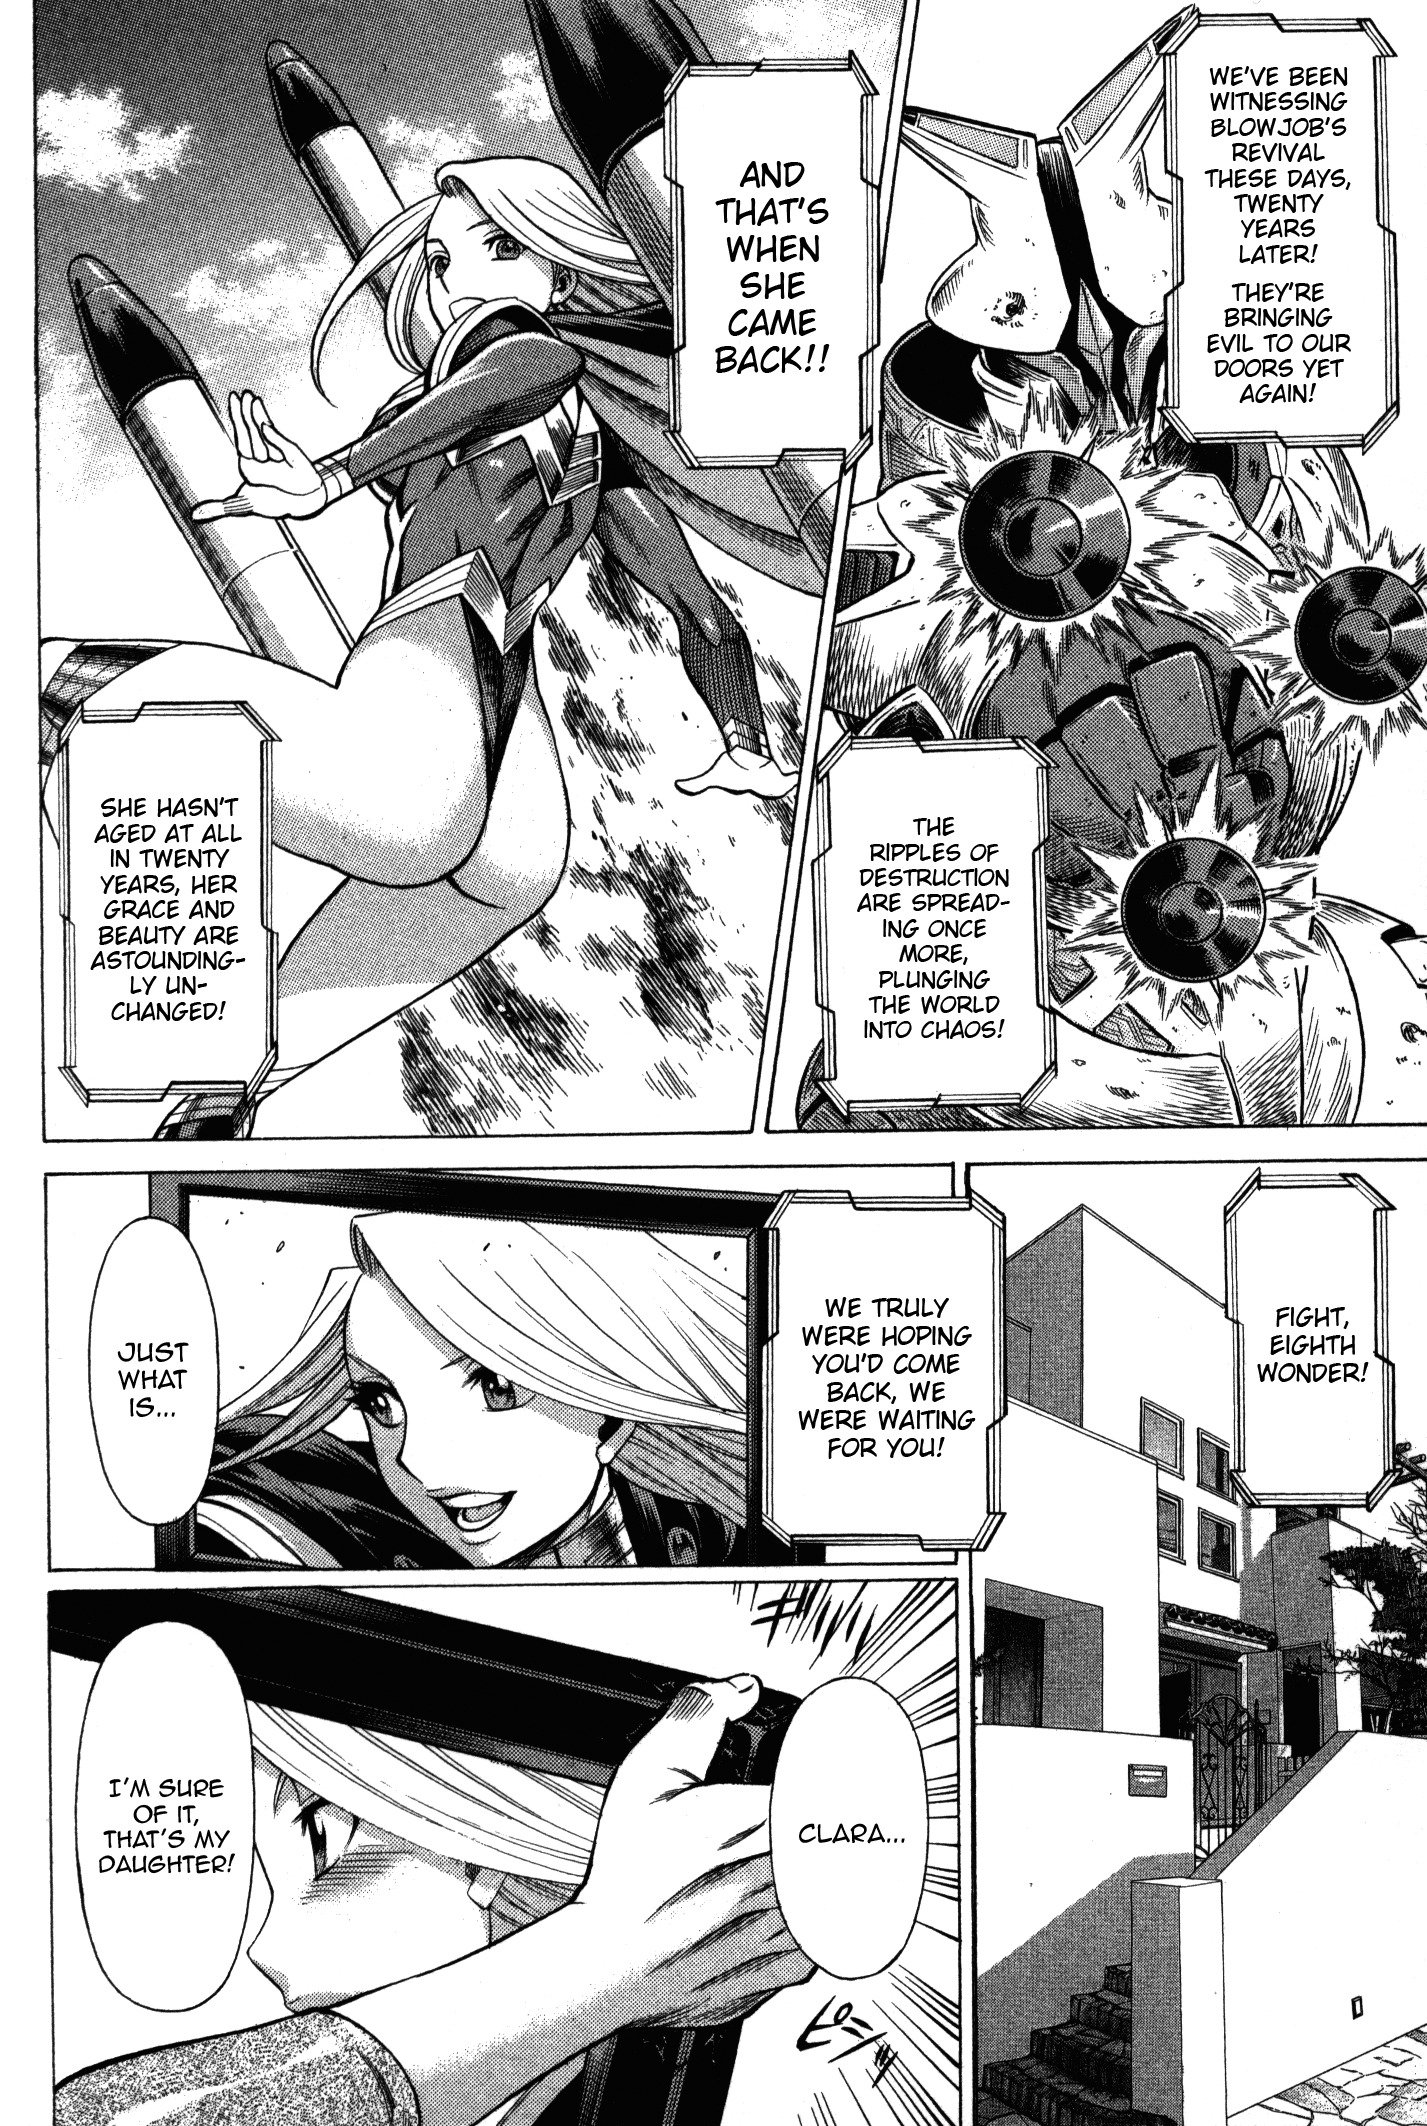 WE'VE BEEN
WITNESSING
BLOWJOB'S
REVIVAL
THESE DAYS,
TWENTY
YEARS
LATER!
THEY'RE
BRINGING
EVIL TO OUR
DOORS YET
AGAIN!
THE
RIPPLES OF
DESTRUCTION
ARE SPREAD-
ING ONCE
MORE,
PLUNGING
THE WORLD
INTO CHAOS!
AND
THAT'S
WHEN
SHE
CAME
BACK!!
SHE HASN'T
AGED AT ALL
IN TWENTY
YEARS, HER
GRACE AND
BEAUTY ARE
ASTOUNDING-
LY UN-
CHANGED!
FIGHT,
EIGHTH
WONDER!
WE TRULY
WERE HOPING
YOU'D COME
BACK, WE
WERE WAITING
FOR YOU!
JUST
WHAT
IS...
CLARA...
I'M SURE
OF IT,
THAT'S MY
DAUGHTER!